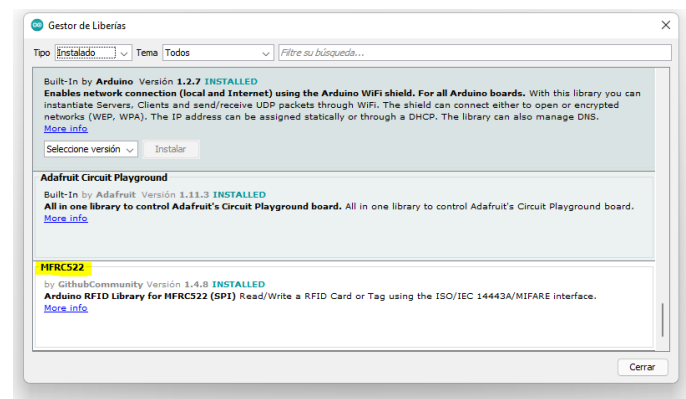 Gestor de Liberías
Tipo Instalado Tema Todos Filtre su búsqueda...
Built-In by Arduino Versión 1.2.7 INSTALLED
Enables network connection (local and Internet) using the Arduino WiFi shield. For all Arduino boards. With this library you can
instantiate Servers, Clients and send/receive UDP packets through WiFi. The shield can connect either to open or encrypted
networks (WEP, WPA). The IP address can be assigned statically or through a DHCP. The library can also manage DNS.
More info
Seleccione versión Instalar
Adafruit Circuit Playground
Built-In by Adafruit Versión 1.11.3 INSTALLED
All in one library to control Adafruit's Circuit Playground board. All in one library to control Adafruit's Circuit Playground board.
More info
MFRC522
by GithubCommunity Versión 1.4.8 INSTALLED
Arduino RFID Library for MFRC522 (SPI) Read/Write a RFID Card or Tag using the ISO/IEC 14443A/MIFARE interface.
More info
Cerrar